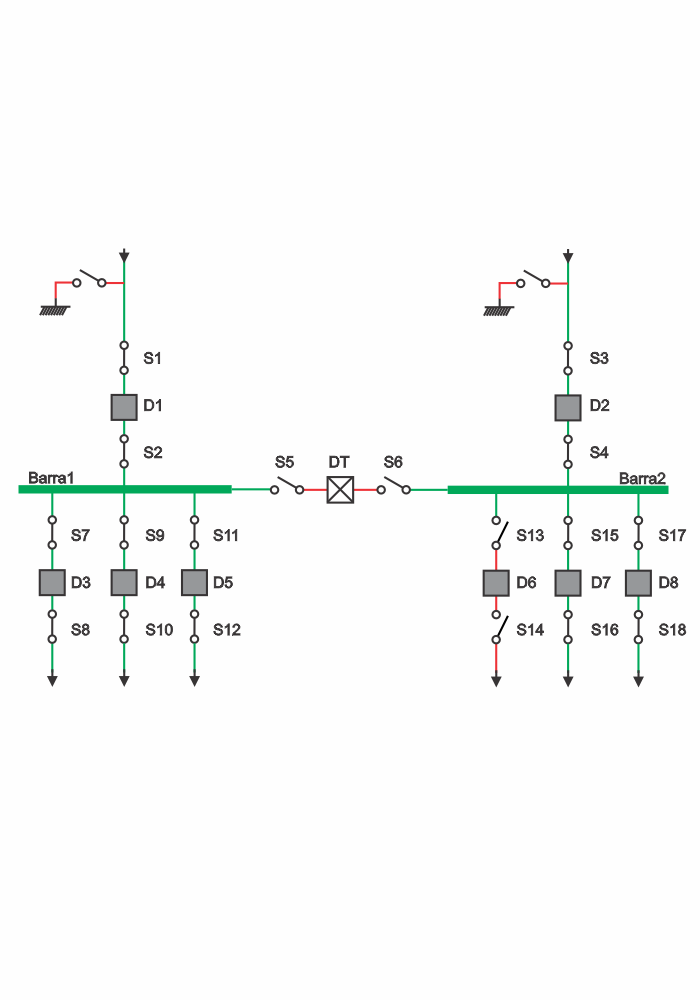 S1
S3
D1
D2
S2
S4
S5 DT S6
Barra1
Barra2
S7 S9 S11 S13 S15 S17
D3 D4 D5 D6 D7 D8
S8 S10 S12 S14 S16 S18